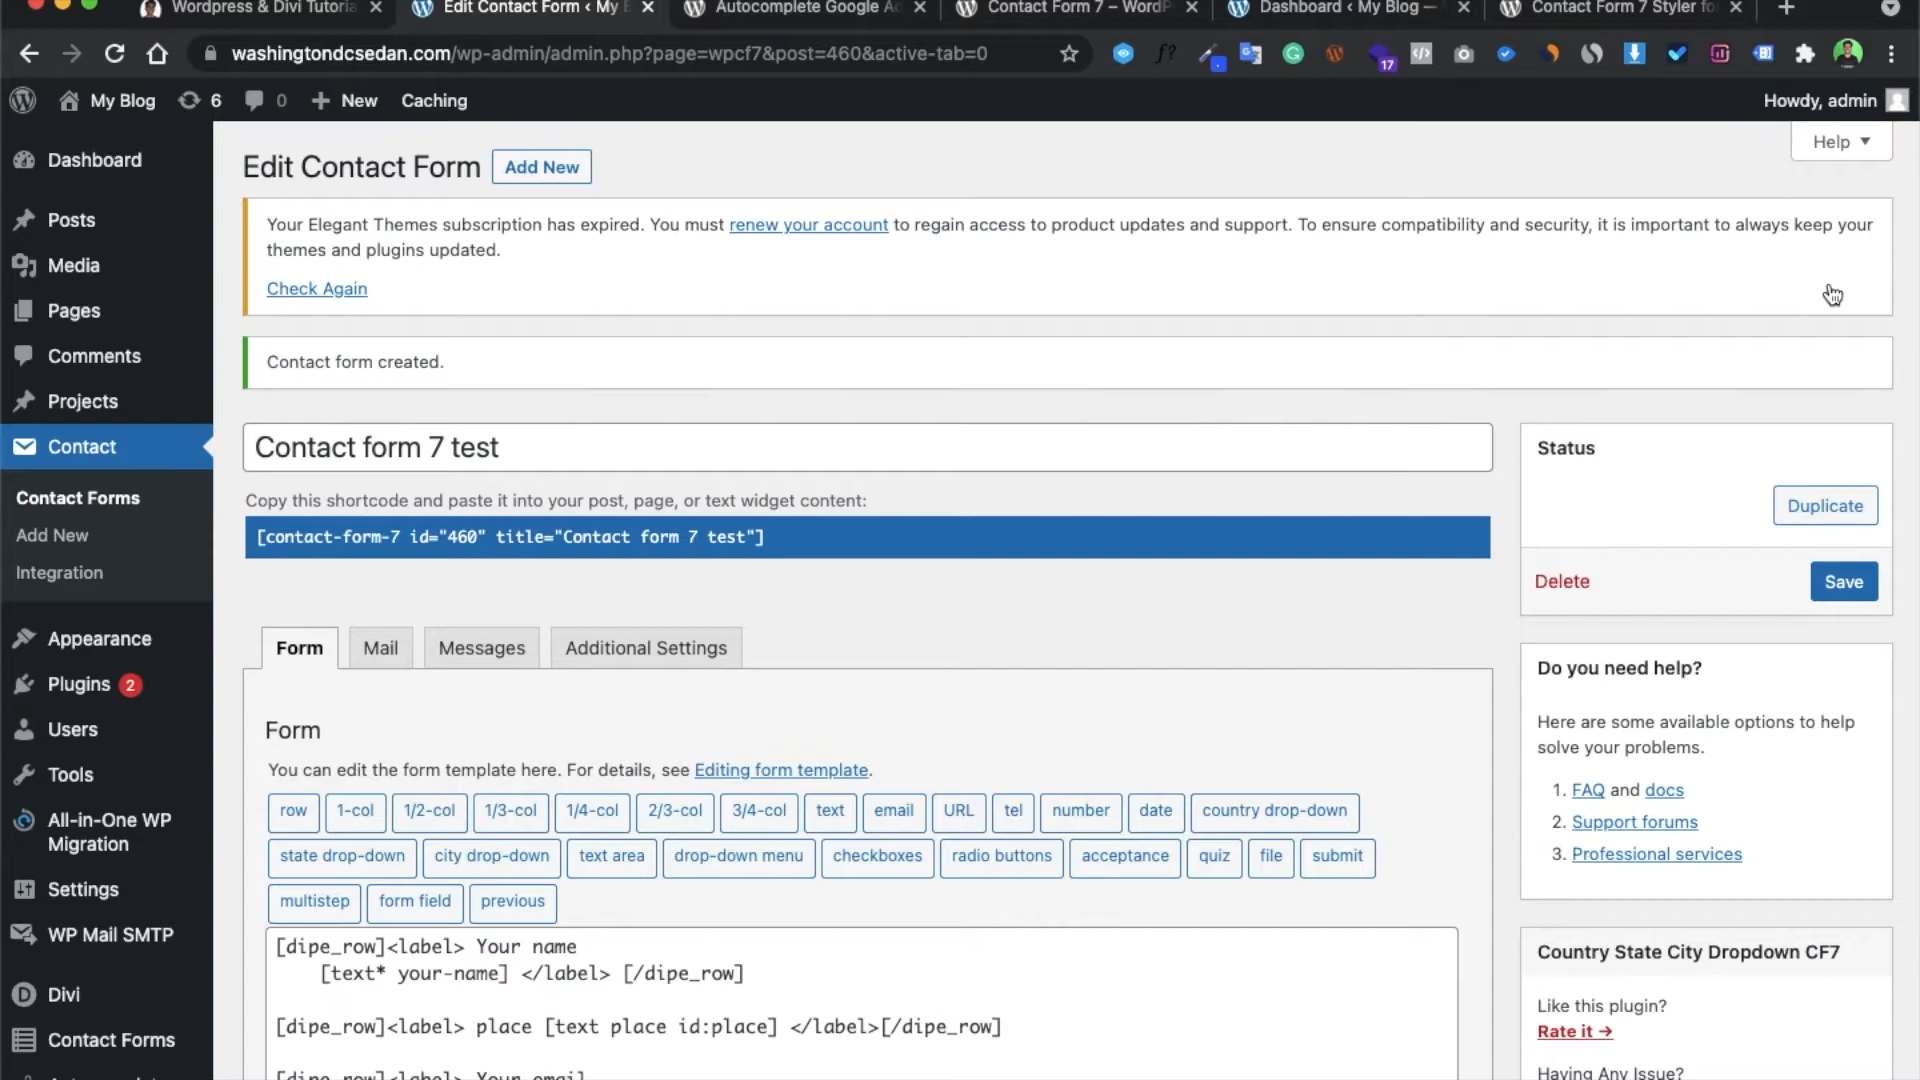 Wordpress & Divi Tutoria
Edit Contact Form ‹ My B
Autocomplete Google Ad
Contact Form 7 – WordP
Dashboard ‹ My Blog —
Contact Form 7 Styler fo
washingtondcsedan.com/wp-admin/admin.php?page=wpcf7&post=460&active-tab=0
17
My Blog 6 0 New Caching
Howdy, admin
Dashboard
Posts
Media
Pages
Comments
Projects
Contact
Contact Forms
Add New
Integration
Appearance
Plugins 2
Users
Tools
All-in-One WP
Migration
Settings
WP Mail SMTP
Divi
Contact Forms
Help
Edit Contact Form Add New
Your Elegant Themes subscription has expired. You must renew your account to regain access to product updates and support. To ensure compatibility and security, it is important to always keep your
themes and plugins updated.
Check Again
Contact form created.
Contact form 7 test
Copy this shortcode and paste it into your post, page, or text widget content:
[contact-form-7 id="460" title="Contact form 7 test"]
Form Mail Messages Additional Settings
Form
You can edit the form template here. For details, see Editing form template.
row 1-col 1/2-col 1/3-col 1/4-col 2/3-col 3/4-col text email URL tel number date country drop-down
state drop-down city drop-down text area drop-down menu checkboxes radio buttons acceptance quiz file submit
multistep form field previous
[dipe_row]<label> Your name
[text* your-name] </label> [/dipe_row]
[dipe_row]<label> place [text place id:place] </label>[/dipe_row]
[dipe_row]<label> Your email
Status
Duplicate
Delete Save
Do you need help?
Here are some available options to help
solve your problems.
1. FAQ and docs
2. Support forums
3. Professional services
Country State City Dropdown CF7
Like this plugin?
Rate it →
Having Any Issue?